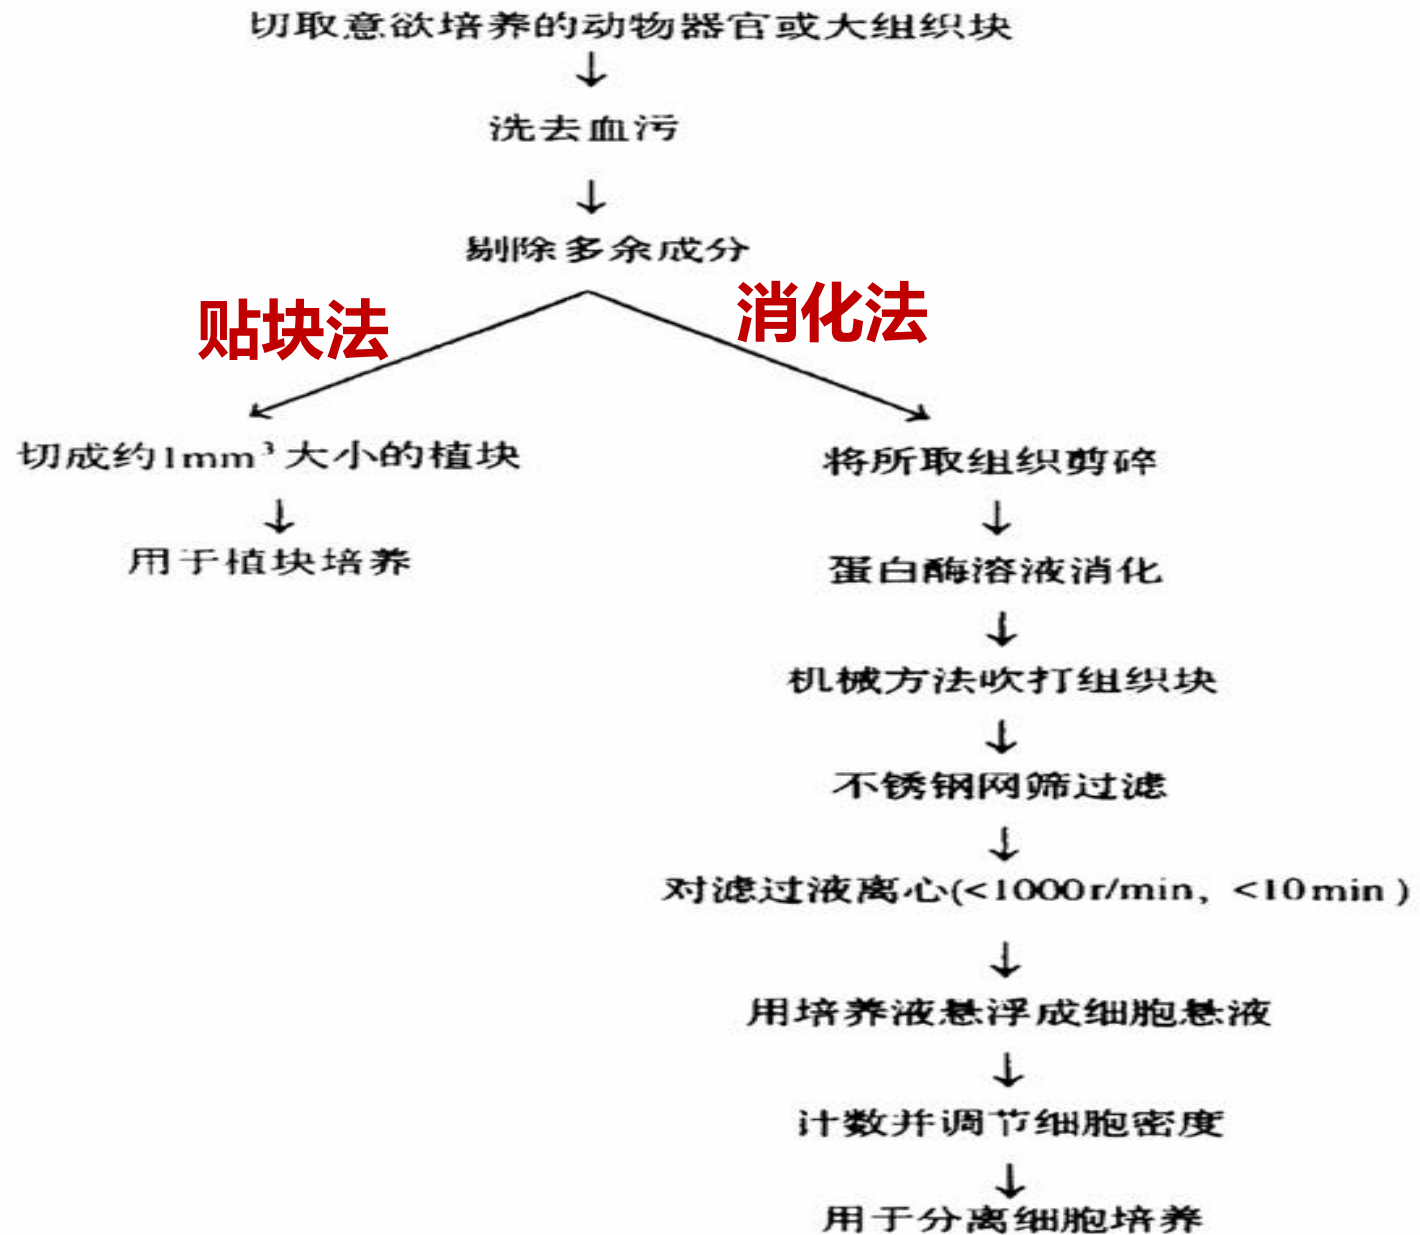 切取意欲培养的动物器官或大组织块
↓
洗去血污
↓
剔除多余成分
贴块法
消化法
切成约1mm³大小的植块
↓
用于植块培养
将所取组织剪碎
↓
蛋白酶溶液消化
↓
机械方法吹打组织块
↓
不锈钢网筛过滤
↓
对滤过液离心(<1000r/min, <10min)
↓
用培养液悬浮成细胞悬液
↓
计数并调节细胞密度
↓
用于分离细胞培养